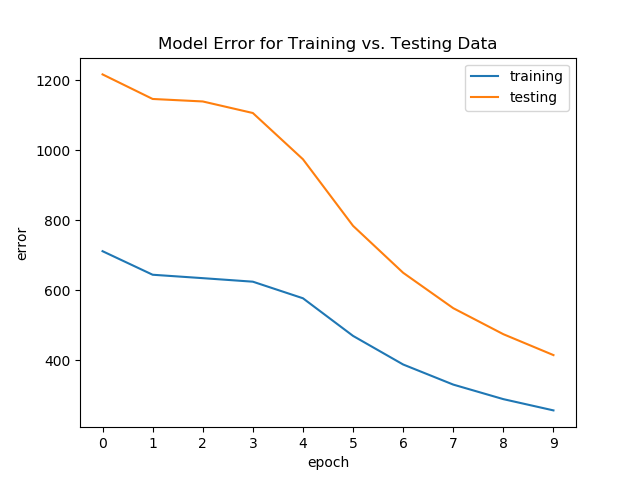 Model Error for Training vs. Testing Data
training
testing
1200
1000
800
600
400
error
0 1 2 3 4 5 6 7 8 9
epoch